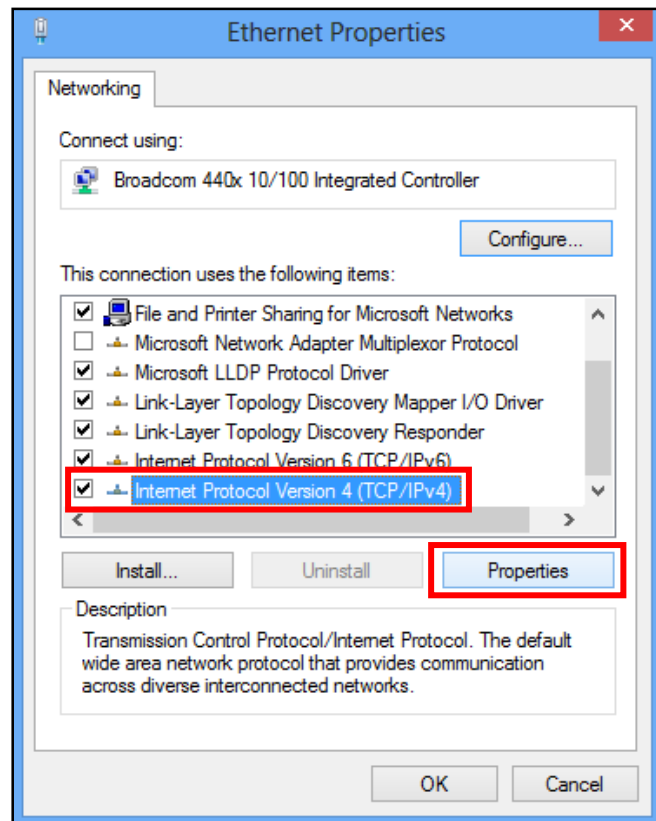 Ethernet Properties
Networking
Connect using:
Broadcom 440x 10/100 Integrated Controller
Configure...
This connection uses the following items:
File and Printer Sharing for Microsoft Networks
Microsoft Network Adapter Multiplexor Protocol
Microsoft LLDP Protocol Driver
Link-Layer Topology Discovery Mapper I/O Driver
Link-Layer Topology Discovery Responder
Internet Protocol Version 6 (TCP/IPv6)
Internet Protocol Version 4 (TCP/IPv4)
Install...
Uninstall
Properties
Description
Transmission Control Protocol/Internet Protocol. The default
wide area network protocol that provides communication
across diverse interconnected networks.
OK
Cancel